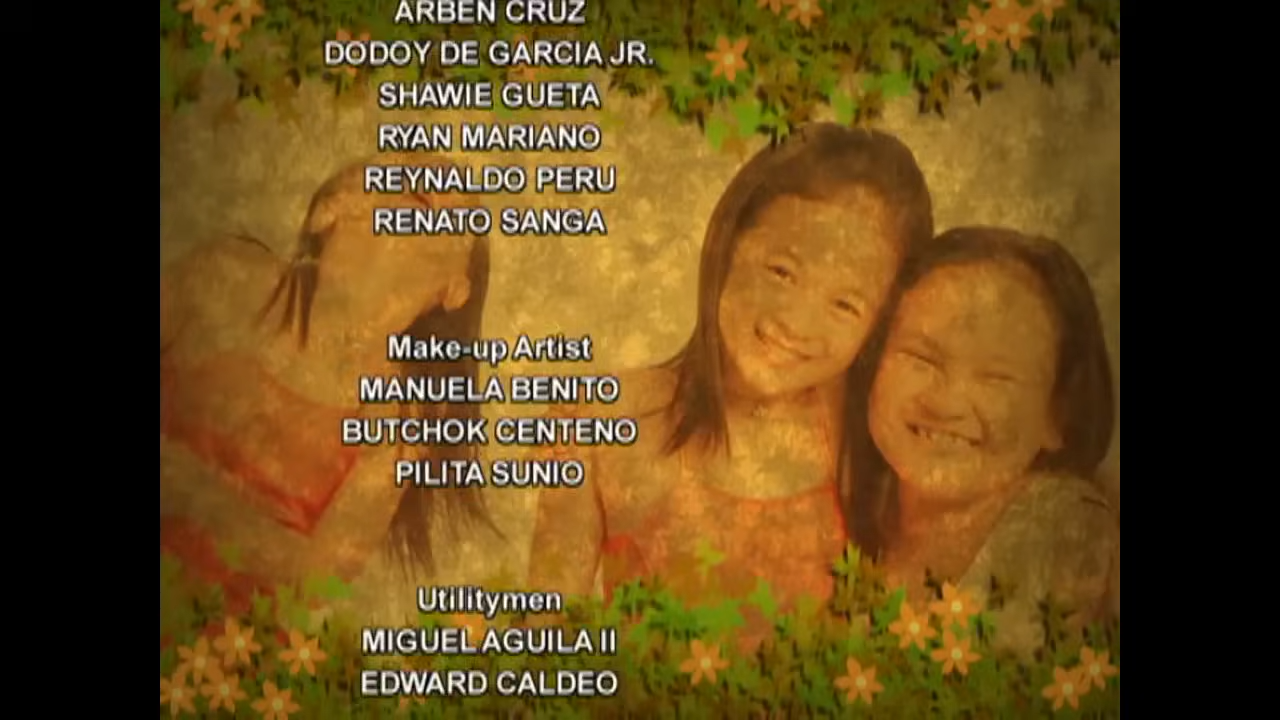 ARBEN CRUZ
DODOY DE GARCIA JR.
SHAWIE GUETA
RYAN MARIANO
REYNALDO PERU
RENATO SANGA
Make-up Artist
MANUELA BENITO
BUTCHOK CENTENO
PILITA SUNIO
Utilitymen
MIGUEL AGUILA II
EDWARD CALDEO